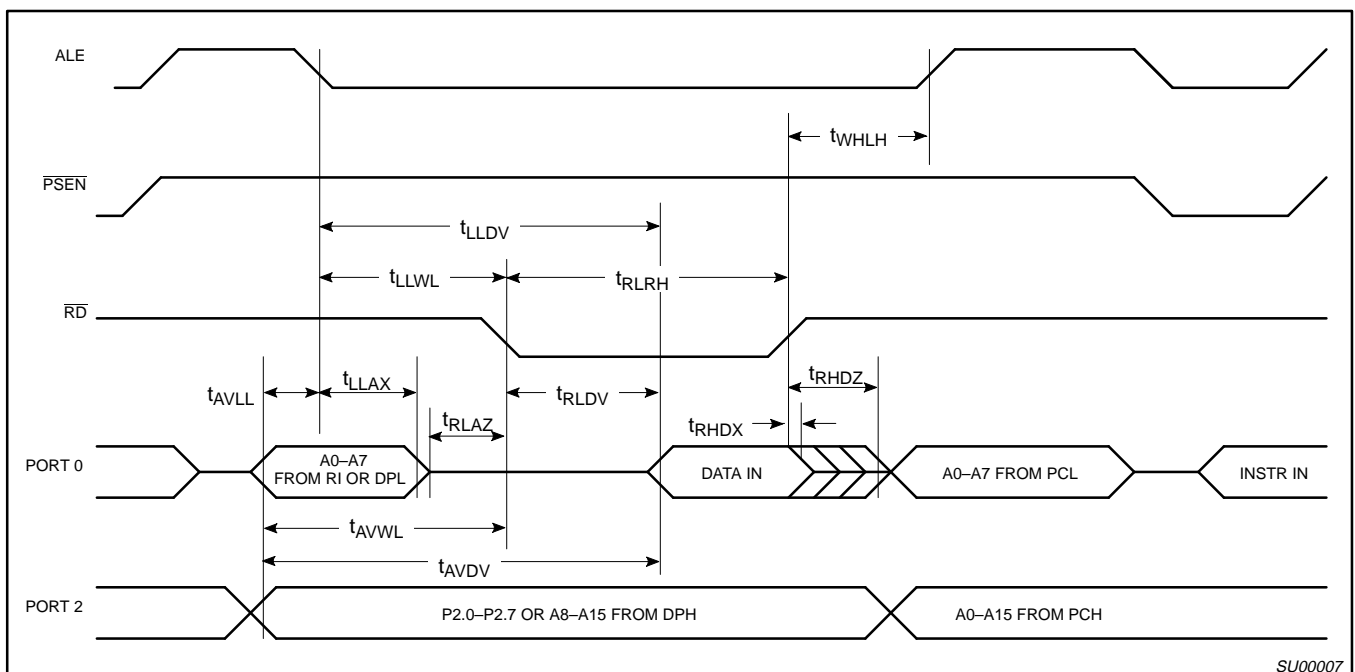 ALE
tWHLH
PSEN
tLLDV
tLLWL
tRLRH
RD
tAVLL
tLLAX
tRLAZ
tRLDV
tRHDZ
tRHDX
PORT 0
A0–A7
FROM RI OR DPL
DATA IN
A0–A7 FROM PCL
INSTR IN
tAVWL
tAVDV
PORT 2
P2.0–P2.7 OR A8–A15 FROM DPH
A0–A15 FROM PCH
SU00007